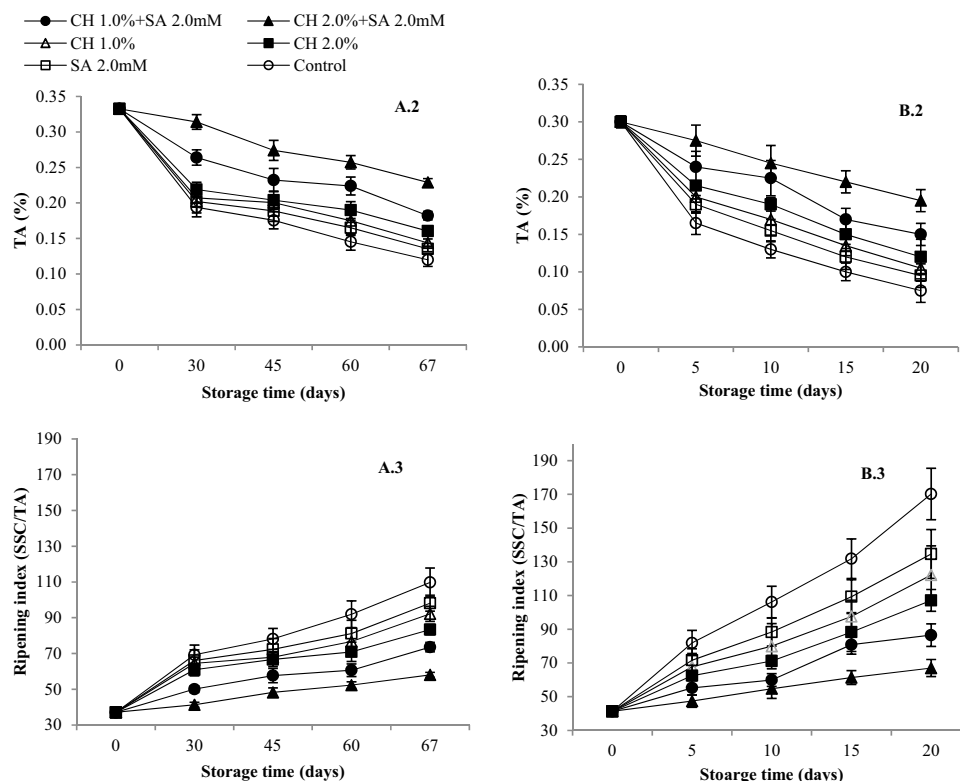 CH 1.0%+SA 2.0mM
CH 2.0%+SA 2.0mM
CH 1.0%
CH 2.0%
SA 2.0mM
Control
A.2
TA (%)
0.35
0.30
0.25
0.20
0.15
0.10
0.05
0.00
0 30 45 60 67
Storage time (days)
B.2
TA (%)
0.35
0.30
0.25
0.20
0.15
0.10
0.05
0.00
0 5 10 15 20
Storage time (days)
A.3
Ripening index (SSC/TA)
190
170
150
130
110
90
70
50
30
0 30 45 60 67
Storage time (days)
B.3
Ripening index (SSC/TA)
190
170
150
130
110
90
70
50
30
0 5 10 15 20
Stoarge time (days)